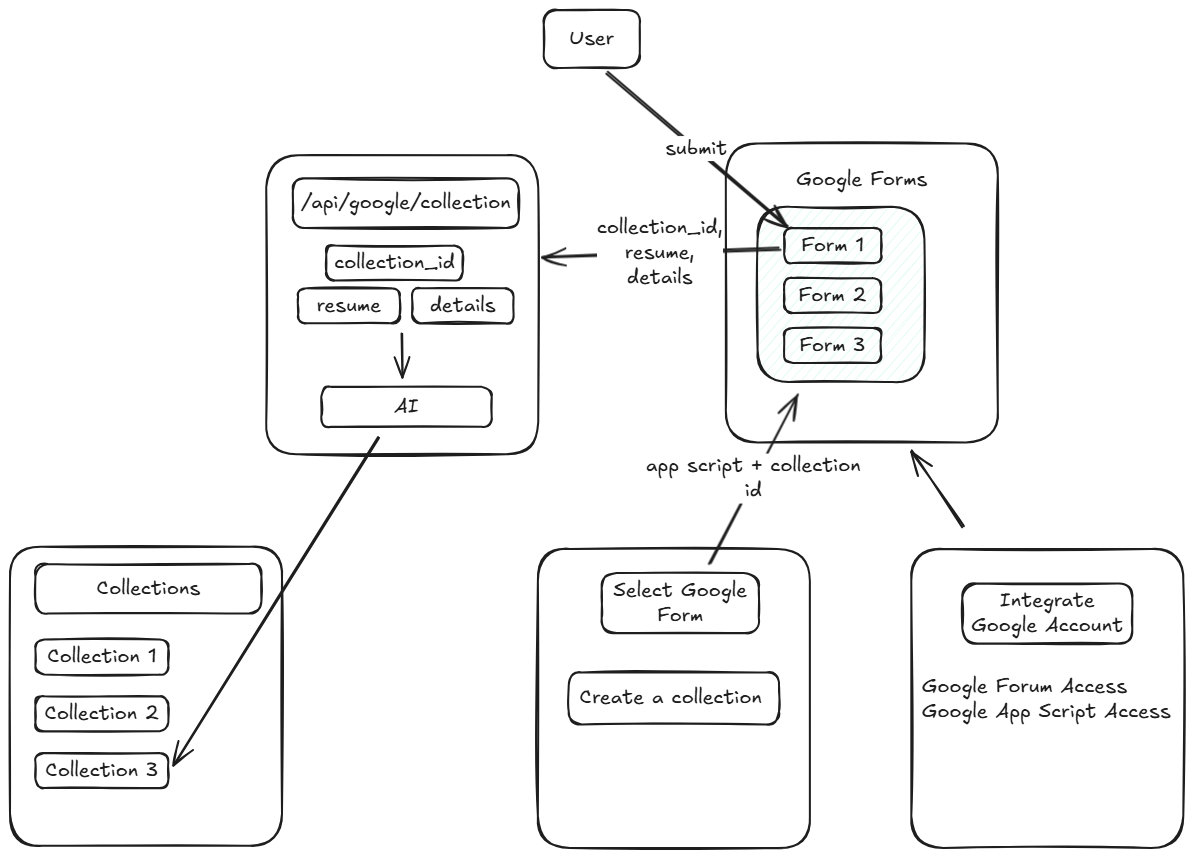 User
submit
Google Forms
Form 1
Form 2
Form 3
collection_id,
resume,
details
/api/google/collection
collection_id
resume
details
AI
app script + collection
id
Collections
Collection 1
Collection 2
Collection 3
Select Google
Form
Create a collection
Integrate
Google Account
Google Forum Access
Google App Script Access